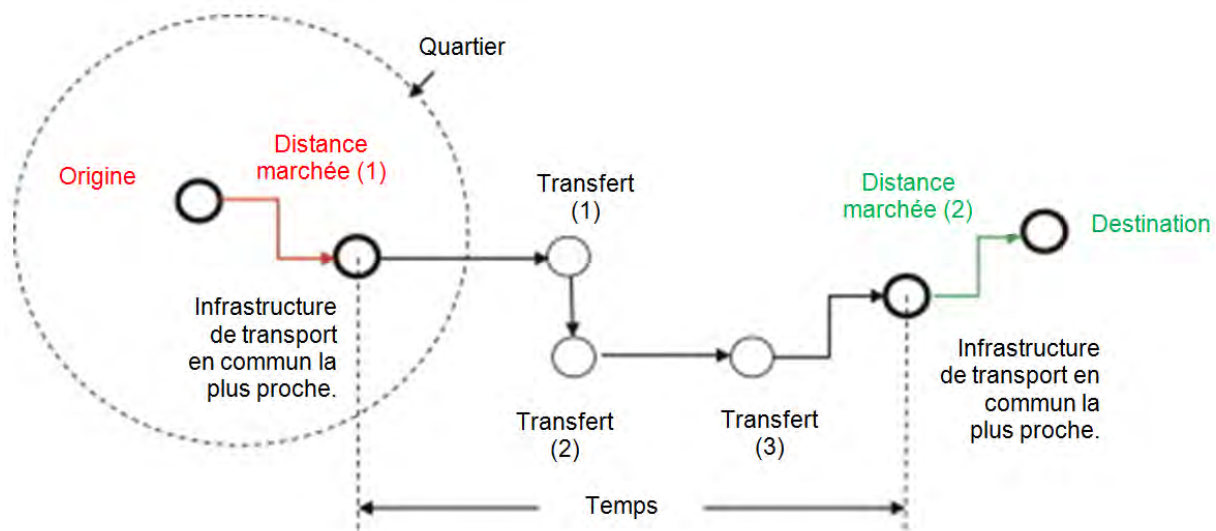 Quartier
Distance
marchée (1)
Origine
Transfert
(1)
Distance
marchée (2)
Destination
Infrastructure
de transport
en commun la
plus proche.
Infrastructure
de transport en
commun la
plus proche.
Transfert
(2)
Transfert
(3)
Temps